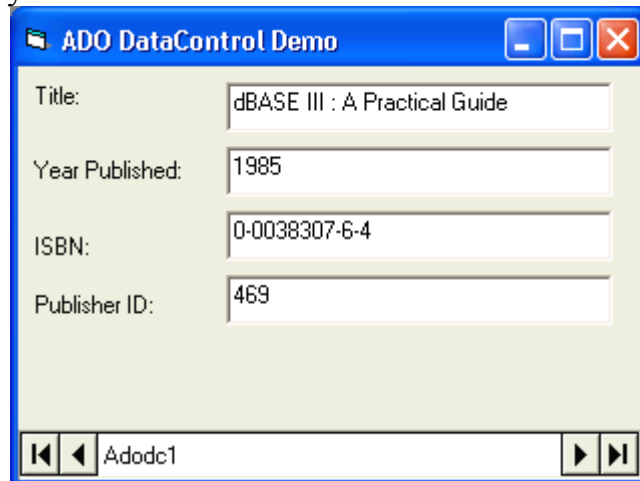 y
ADO DataControl Demo
Title: dBASE III : A Practical Guide
Year Published: 1985
ISBN: 0-0038307-6-4
Publisher ID: 469
Adodc1